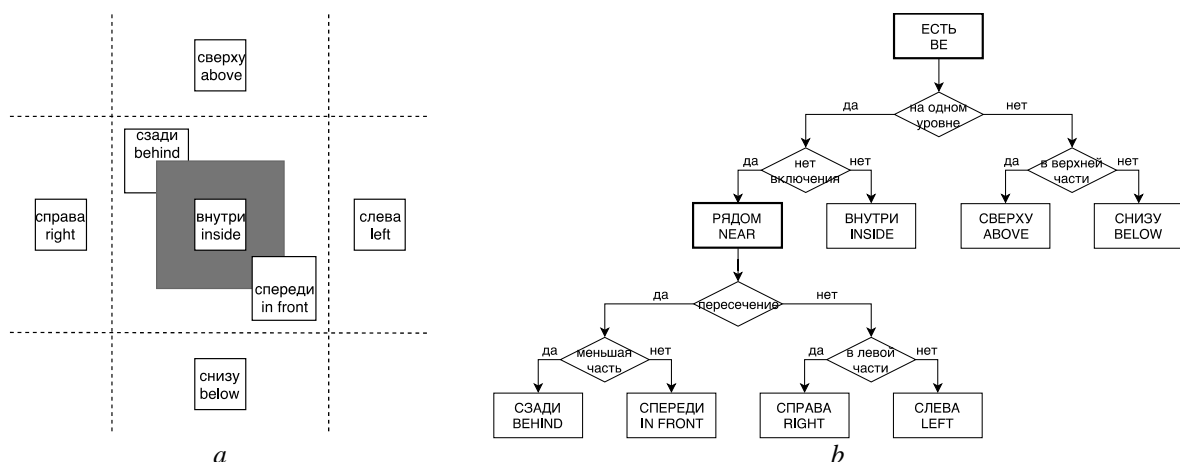 сверху
above
сзади
behind
справа
right
внутри
inside
слева
left
спереди
in front
снизу
below
a
ЕСТЬ
BE
да
на одном
уровне
нет
да
нет
включения
нет
да
в верхней
части
нет
РЯДОМ
NEAR
ВНУТРИ
INSIDE
СВЕРХУ
ABOVE
СНИЗУ
BELOW
да
пересечение
нет
да
меньшая
часть
нет
да
в левой
части
нет
СЗАДИ
BEHIND
СПЕРЕДИ
IN FRONT
СПРАВА
RIGHT
СЛЕВА
LEFT
b